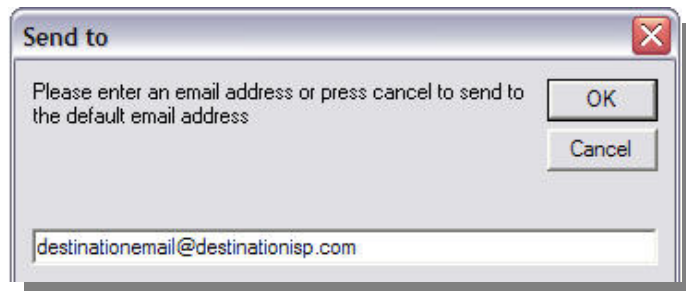 Send to
Please enter an email address or press cancel to send to
the default email address
OK
Cancel
destinationemail@destinationisp.com